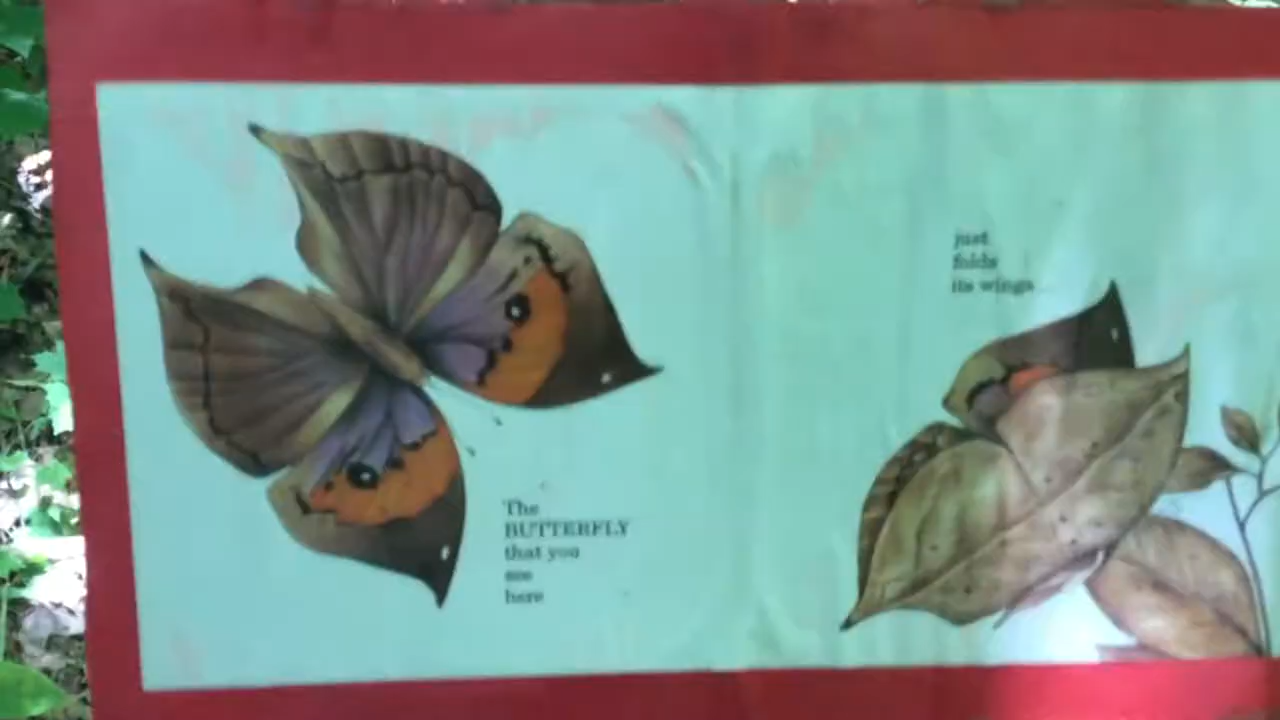 The
BUTTERFLY
that you
see
here
just
folds
its wings